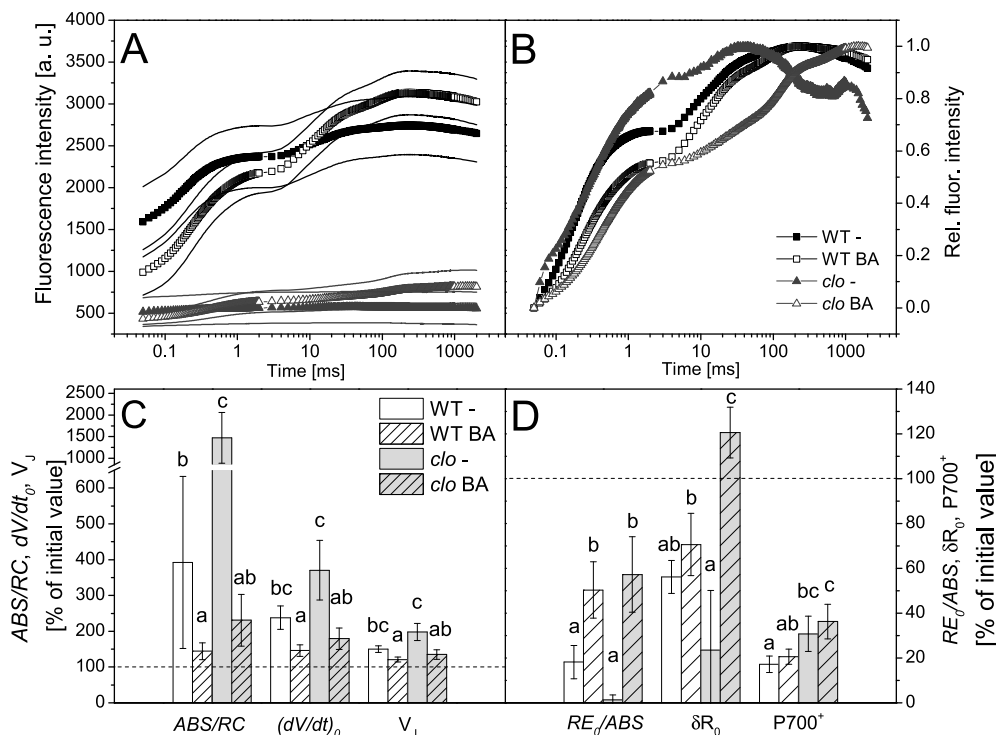 A
Fluorescence intensity [a. u.]
4000
3500
3000
2500
2000
1500
1000
500
0.1 1 10 100 1000
Time [ms]
B
Rel. fluor. intensity
1.0
0.8
0.6
0.4
0.2
0.0
WT -
WT BA
clo -
clo BA
0.1 1 10 100 1000
Time [ms]
C
ABS/RC, dV/dt₀, V_J
[% of initial value]
2500
2000
1500
1000
600
500
400
300
200
100
0
b a c ab
bc a c ab
bc a c ab
WT -
WT BA
clo -
clo BA
ABS/RC (dV/dt)₀ V_J
D
RE₀/ABS, δR₀, P700⁺
[% of initial value]
140
120
100
80
60
40
20
0
a b a b
ab b a c
a ab bc c
RE₀/ABS δR₀ P700⁺